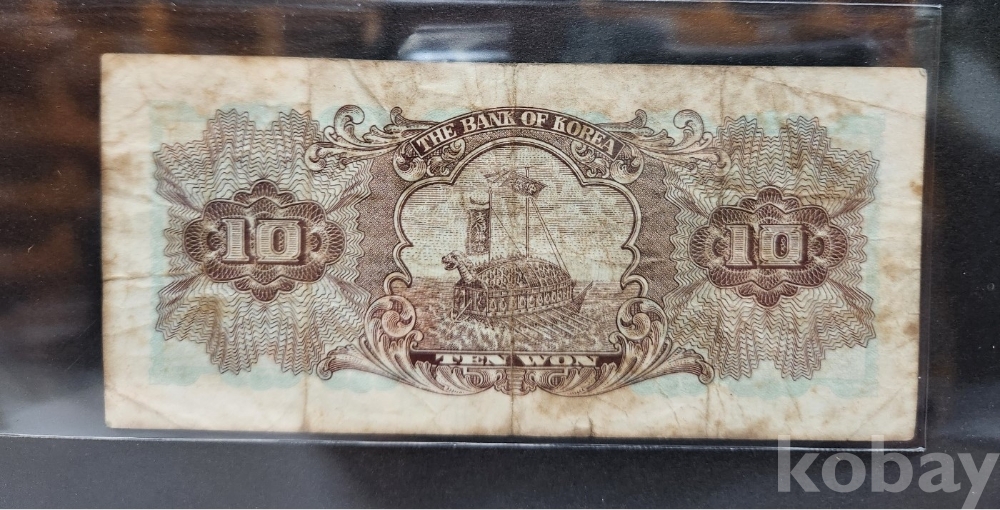 THE BANK OF KOREA
10 10
TEN WON
kobay